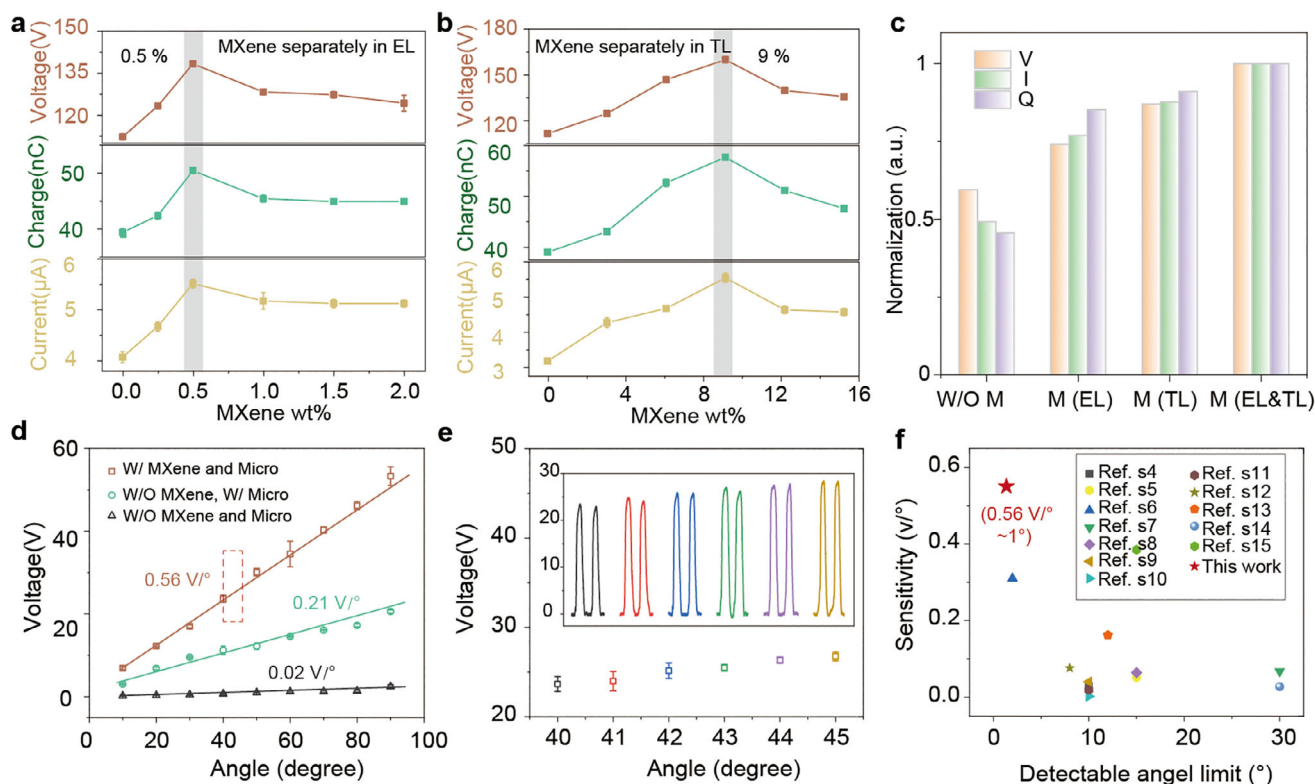 a
150
135
120
Voltage(V)
0.5 %
MXene separately in EL
50
40
Charge(nC)
6
5
4
Current(μA)
0.0 0.5 1.0 1.5 2.0
MXene wt%
b
180
150
120
Voltage(V)
MXene separately in TL
9 %
60
50
40
Charge(nC)
6
5
4
3
Current(μA)
0 4 8 12 16
MXene wt%
c
1
0.5
0
Normalization (a.u.)
V
I
Q
W/O M M (EL) M (TL) M (EL&TL)
d
60
40
20
0
Voltage(V)
W/ MXene and Micro
W/O MXene, W/ Micro
W/O MXene and Micro
0.56 V/°
0.21 V/°
0.02 V/°
0 20 40 60 80 100
Angle (degree)
e
50
45
40
35
30
25
20
Voltage(V)
30
20
10
0
40 41 42 43 44 45
Angle (degree)
f
0.6
0.4
0.2
0.0
Sensitivity (v/°)
(0.56 V/°
~1°)
Ref. s4
Ref. s5
Ref. s6
Ref. s7
Ref. s8
Ref. s9
Ref. s10
Ref. s11
Ref. s12
Ref. s13
Ref. s14
Ref. s15
This work
0 10 20 30
Detectable angel limit (°)